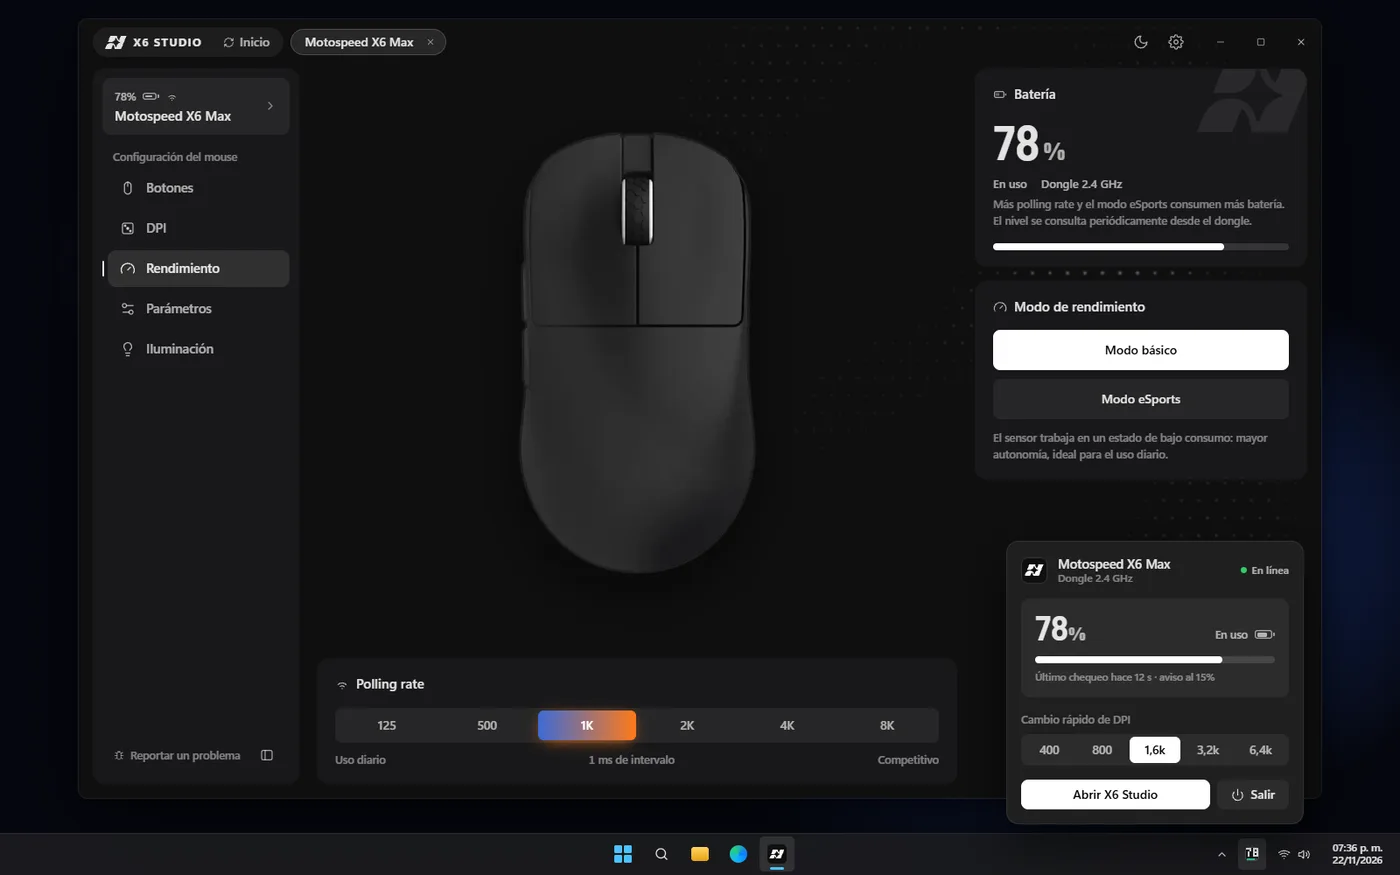 X6 STUDIO
Inicio
Motospeed X6 Max
78%
Motospeed X6 Max
Configuración del mouse
Botones
DPI
Rendimiento
Parámetros
Iluminación
Reportar un problema
Polling rate
125 500 1K 2K 4K 8K
Uso diario 1 ms de intervalo Competitivo
Batería
78 %
En uso Dongle 2.4 GHz
Más polling rate y el modo eSports consumen más batería.
El nivel se consulta periódicamente desde el dongle.
Modo de rendimiento
Modo básico
Modo eSports
El sensor trabaja en un estado de bajo consumo: mayor
autonomía, ideal para el uso diario.
Motospeed X6 Max
Dongle 2.4 GHz
En línea
78%
En uso
Último chequeo hace 12 s · aviso al 15%
Cambio rápido de DPI
400 800 1,6k 3,2k 6,4k
Abrir X6 Studio
Salir
78
07:36 p. m.
22/11/2026